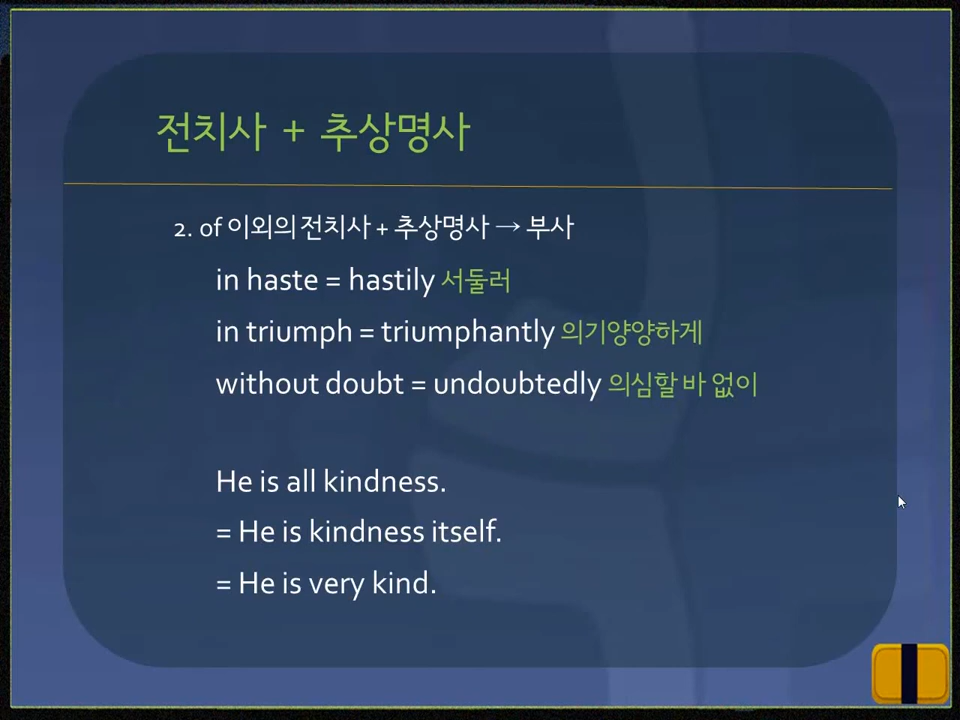 전치사 + 추상명사
2. of 이외의 전치사 + 추상명사 → 부사
in haste = hastily 서둘러
in triumph = triumphantly 의기양양하게
without doubt = undoubtedly 의심할 바 없이
He is all kindness.
= He is kindness itself.
= He is very kind.